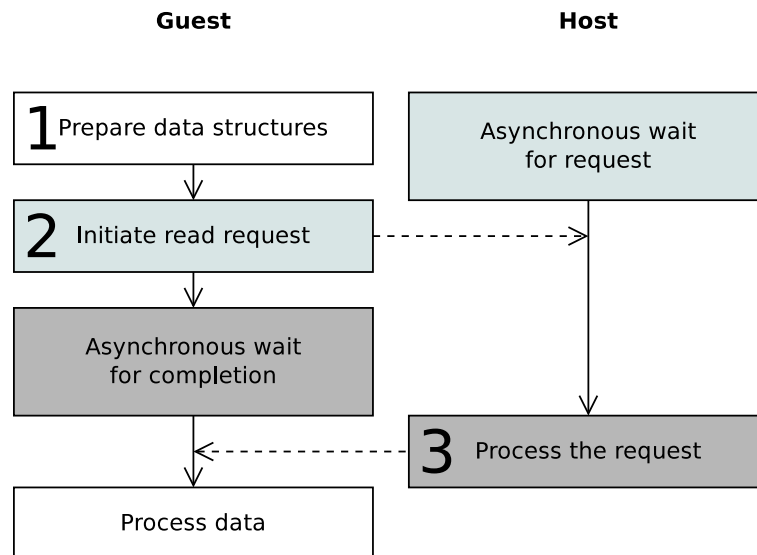 Guest
Host
1 Prepare data structures
Asynchronous wait
for request
2 Initiate read request
Asynchronous wait
for completion
3 Process the request
Process data